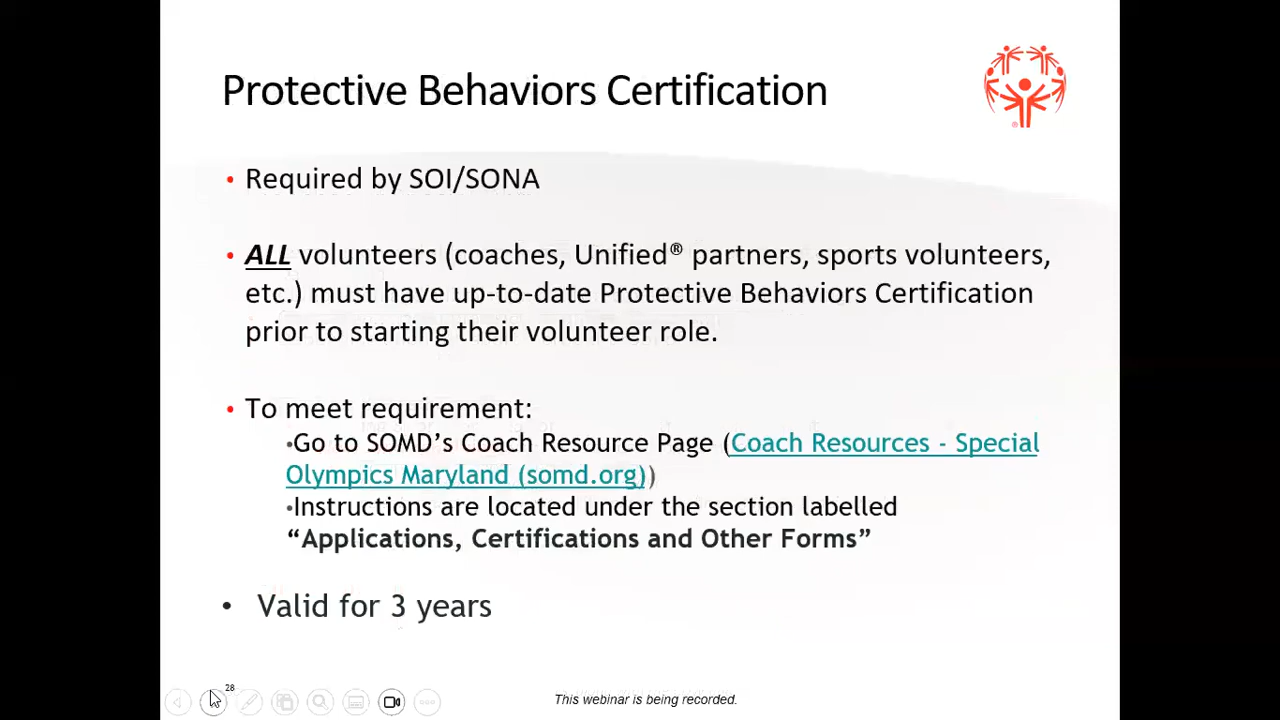 Protective Behaviors Certification
®
• Required by SOI/SONA
• ALL volunteers (coaches, Unified® partners, sports volunteers,
etc.) must have up-to-date Protective Behaviors Certification
prior to starting their volunteer role.
• To meet requirement:
•Go to SOMD’s Coach Resource Page (Coach Resources - Special
Olympics Maryland (somd.org))
•Instructions are located under the section labelled
“Applications, Certifications and Other Forms”
• Valid for 3 years
28
This webinar is being recorded.